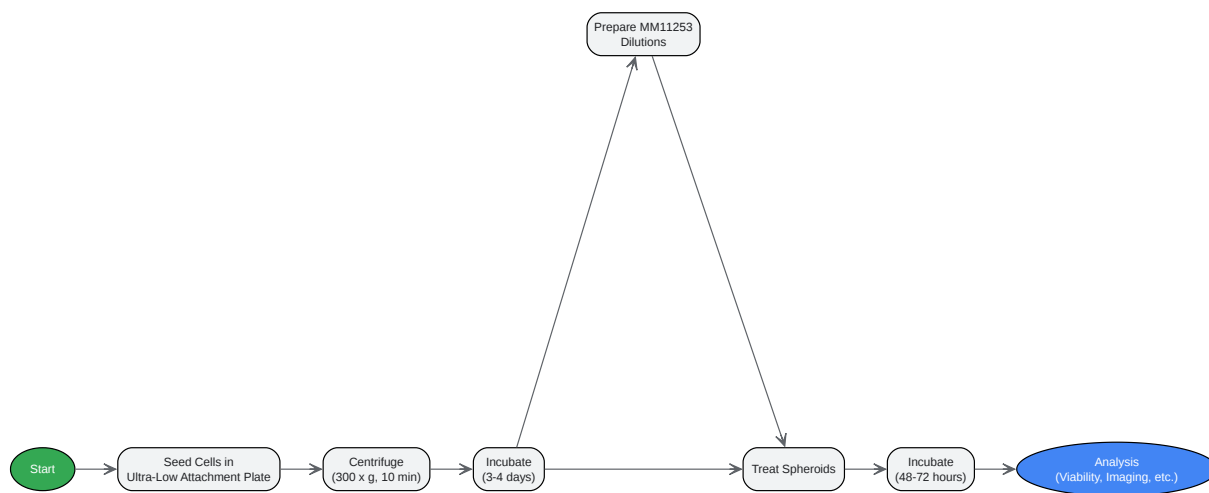 Prepare MM11253
Dilutions
Start
Seed Cells in
Ultra-Low Attachment Plate
Centrifuge
(300 x g, 10 min)
Incubate
(3-4 days)
Treat Spheroids
Incubate
(48-72 hours)
Analysis
(Viability, Imaging, etc.)